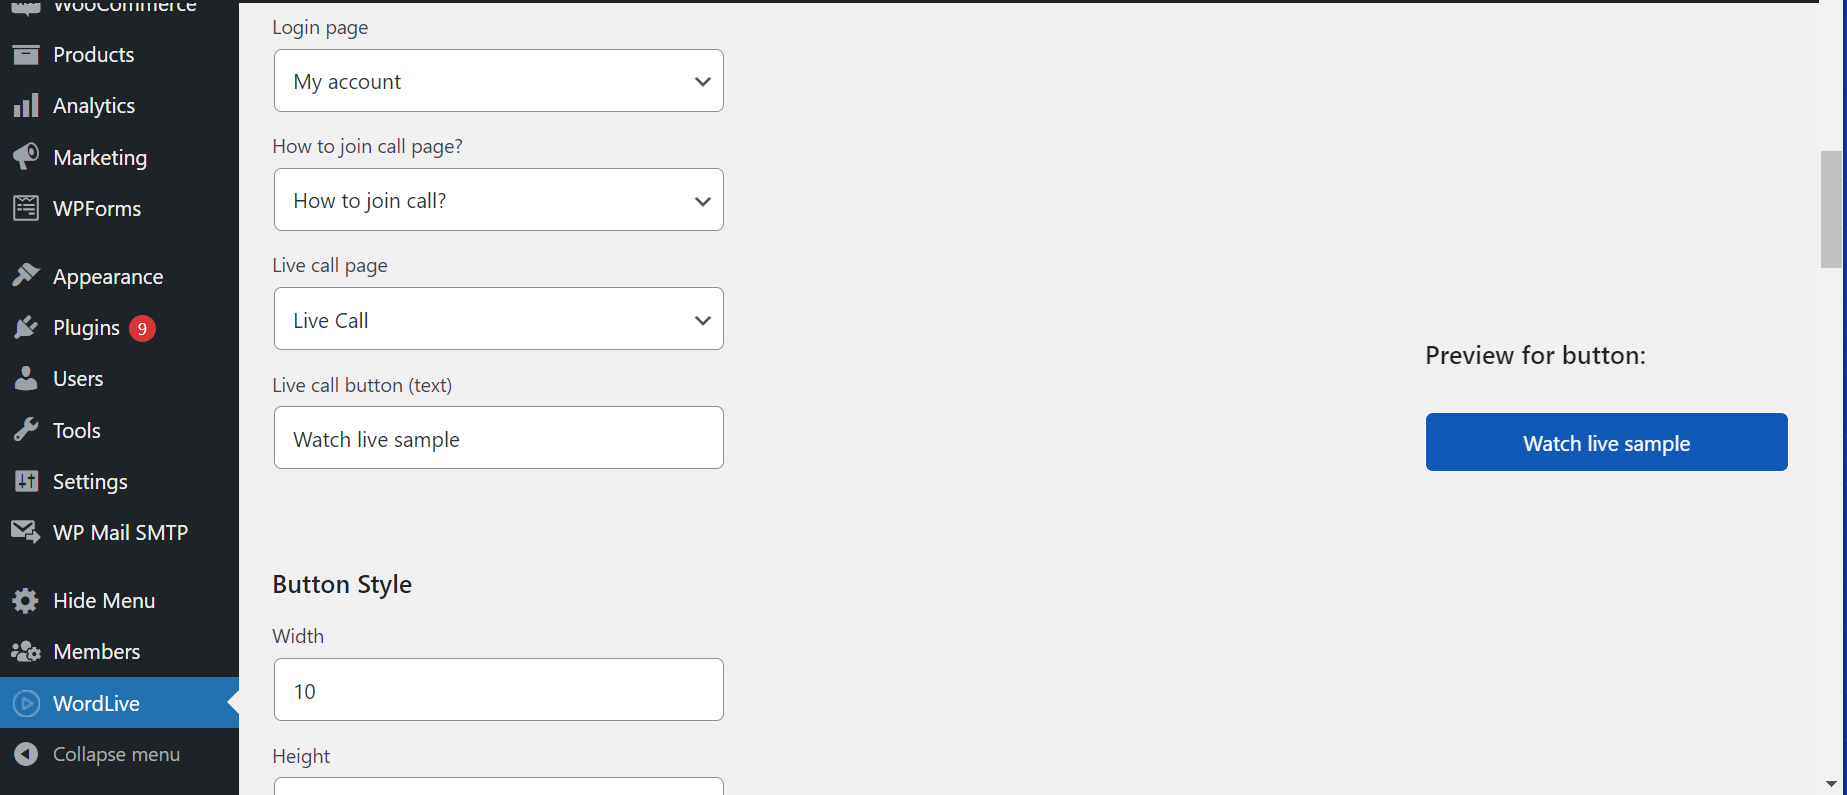 WooCommerce
Products
Analytics
Marketing
WPForms
Appearance
Plugins 9
Users
Tools
Settings
WP Mail SMTP
Hide Menu
Members
WordLive
Collapse menu
Login page
My account
How to join call page?
How to join call?
Live call page
Live Call
Live call button (text)
Watch live sample
Button Style
Width
10
Height
Preview for button:
Watch live sample